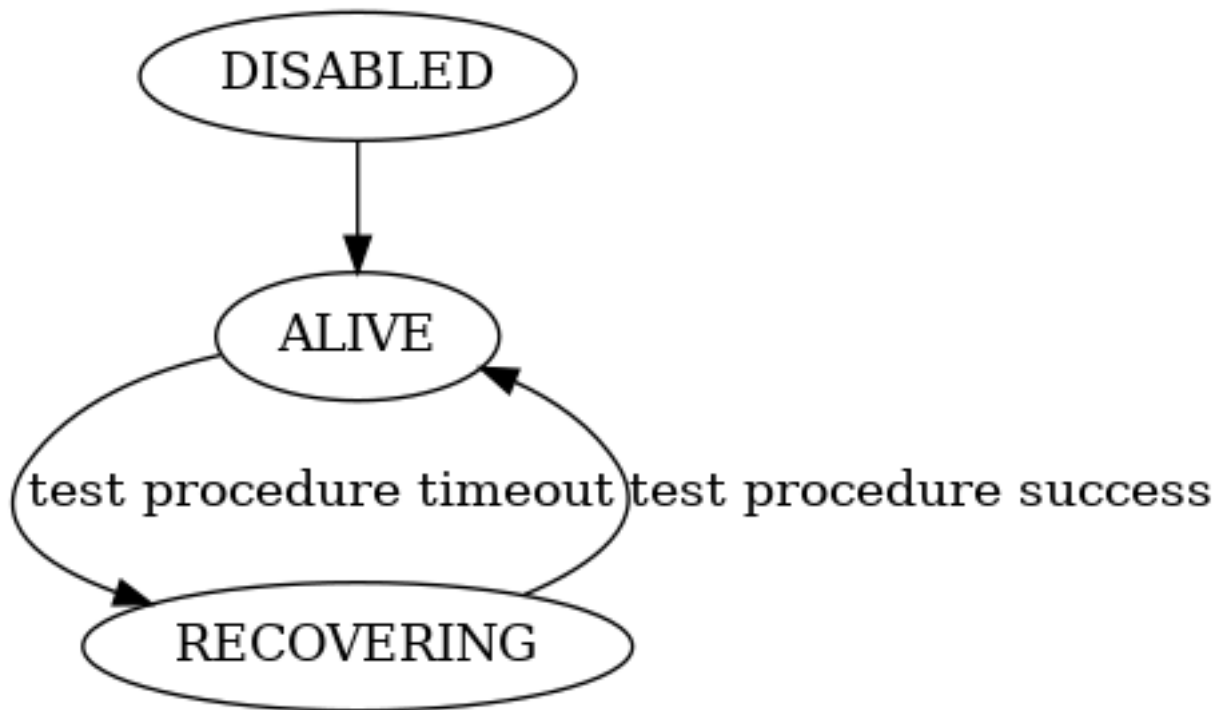 DISABLED
ALIVE
test procedure timeout
test procedure success
RECOVERING